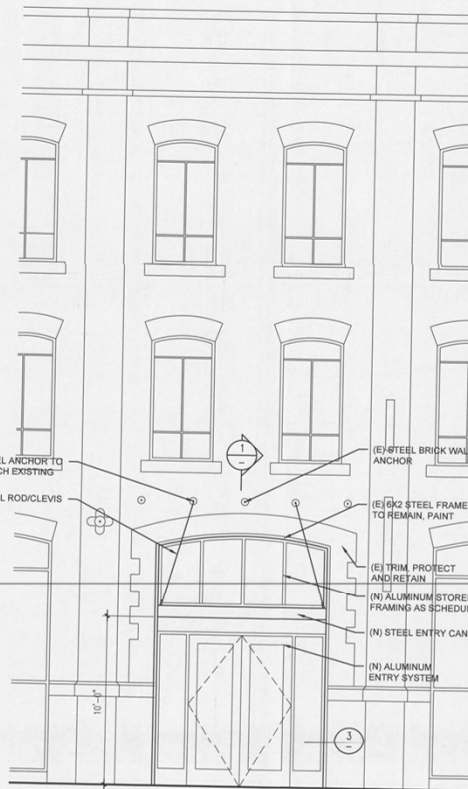 EL ANCHOR TO
CH EXISTING
L ROD/CLEVIS
1
(E) STEEL BRICK WAL
ANCHOR
(E) 6X2 STEEL FRAME
TO REMAIN, PAINT
(E) TRIM, PROTECT
AND RETAIN
(N) ALUMINUM STORE
FRAMING AS SCHEDU
(N) STEEL ENTRY CAN
(N) ALUMINUM
ENTRY SYSTEM
10'-0"
3